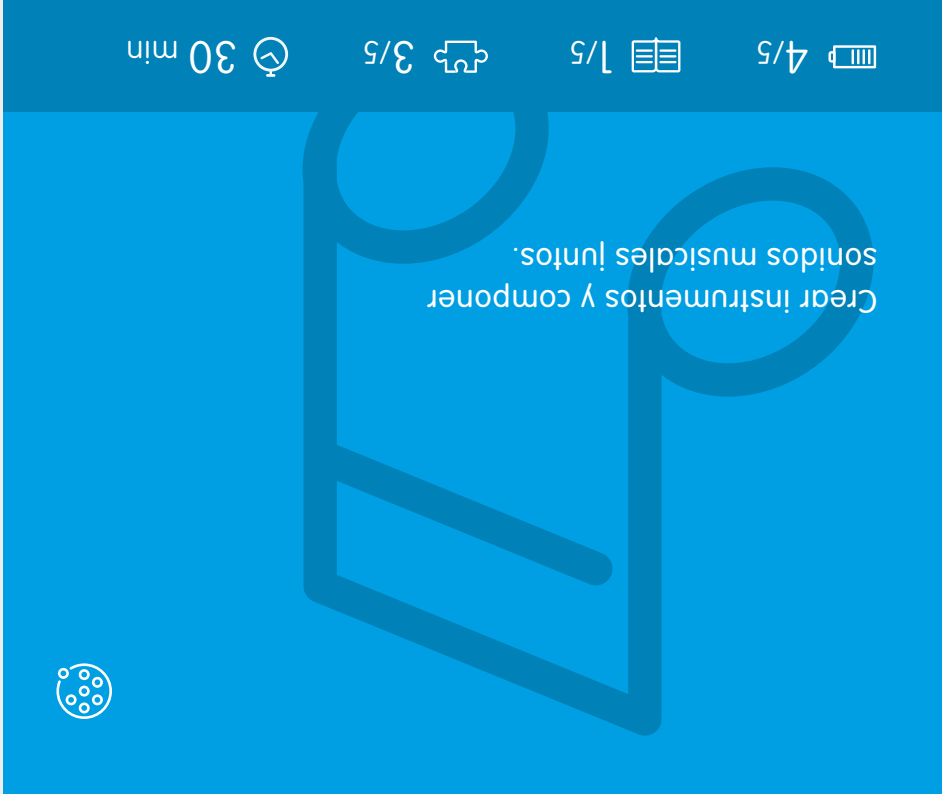 Crear instrumentos y componer
sonidos musicales juntos.
4/5 1/5 3/5 30 min